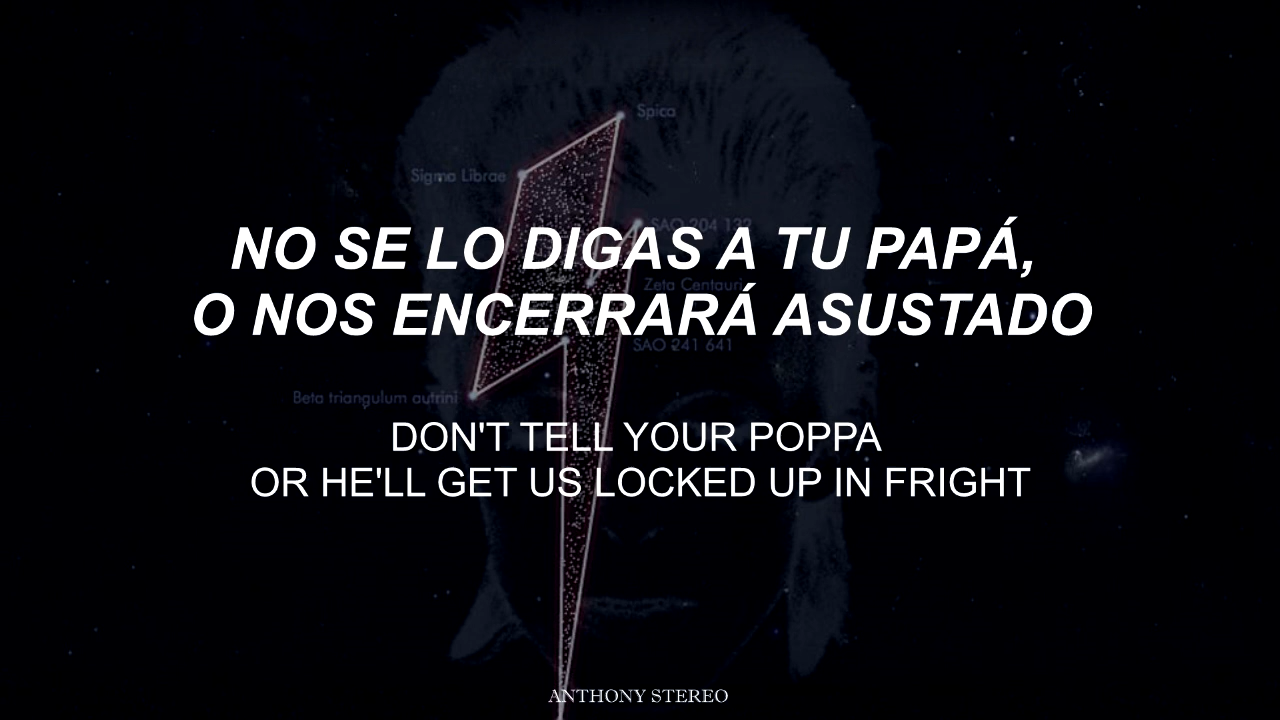 Spica
Sigma Librae
SAO 204 132
NO SE LO DIGAS A TU PAPÁ,
Zeta Centauri
O NOS ENCERRARÁ ASUSTADO
SAO 241 641
Beta triangulum autrini
DON'T TELL YOUR POPPA
OR HE'LL GET US LOCKED UP IN FRIGHT
ANTHONY STEREO